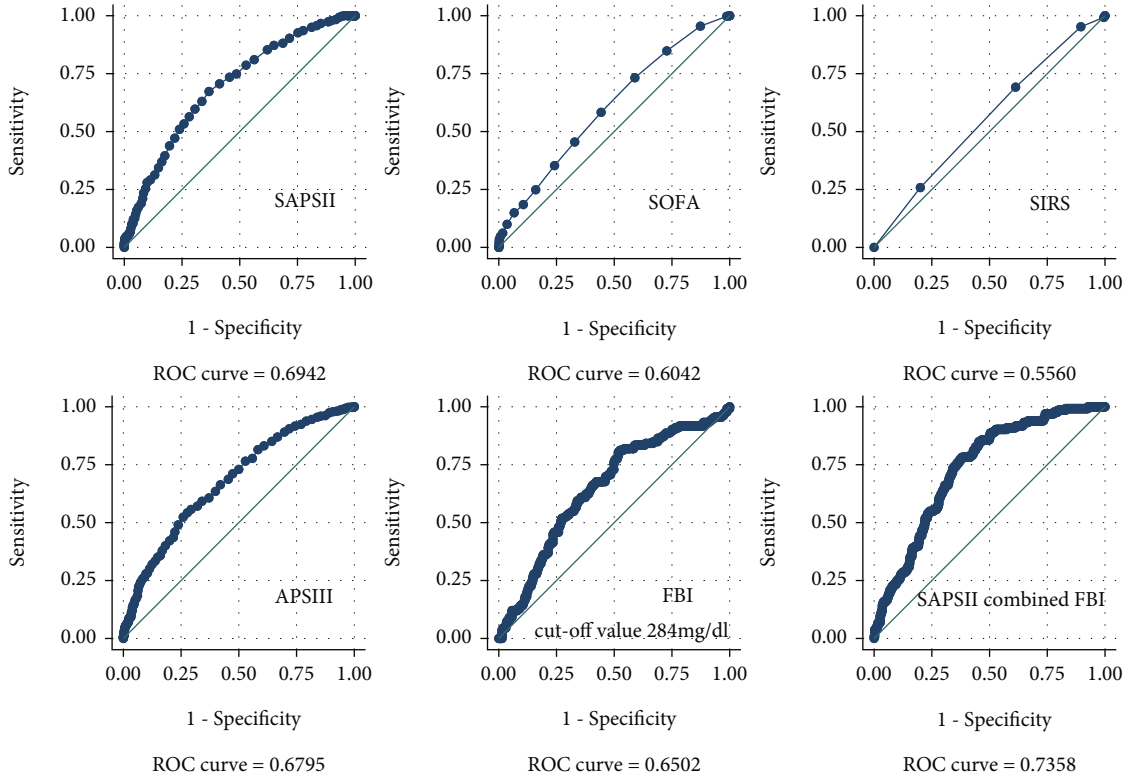 1.00
0.75
0.50
0.25
0.00
Sensitivity
SAPSII
0.00 0.25 0.50 0.75 1.00
1 - Specificity
ROC curve = 0.6942
1.00
0.75
0.50
0.25
0.00
Sensitivity
SOFA
0.00 0.25 0.50 0.75 1.00
1 - Specificity
ROC curve = 0.6042
1.00
0.75
0.50
0.25
0.00
Sensitivity
SIRS
0.00 0.25 0.50 0.75 1.00
1 - Specificity
ROC curve = 0.5560
1.00
0.75
0.50
0.25
0.00
Sensitivity
APSIII
0.00 0.25 0.50 0.75 1.00
1 - Specificity
ROC curve = 0.6795
1.00
0.75
0.50
0.25
0.00
Sensitivity
FBI
cut-off value 284mg/dl
0.00 0.25 0.50 0.75 1.00
1 - Specificity
ROC curve = 0.6502
1.00
0.75
0.50
0.25
0.00
Sensitivity
SAPSII combined FBI
0.00 0.25 0.50 0.75 1.00
1 - Specificity
ROC curve = 0.7358